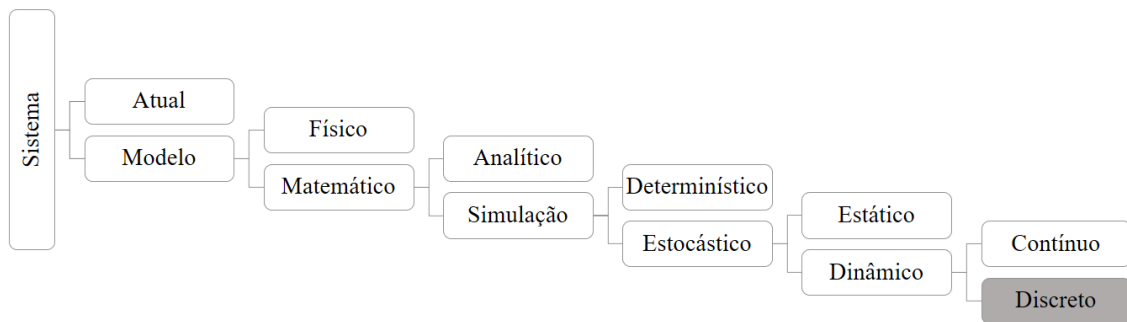 Sistema
Atual
Modelo
Físico
Matemático
Analítico
Simulação
Determinístico
Estocástico
Estático
Dinâmico
Contínuo
Discreto